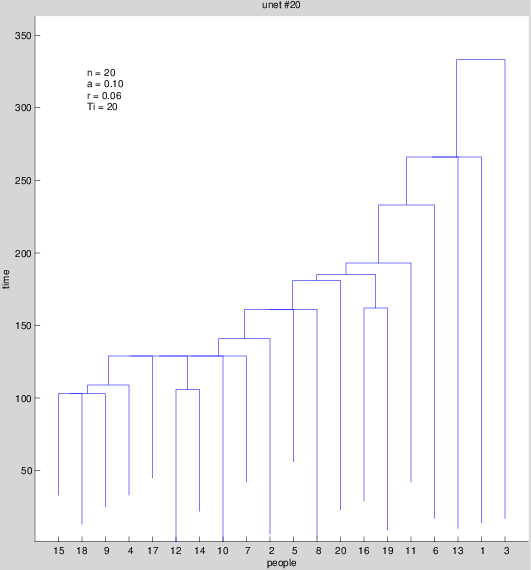 unet #20
350
n = 20
a = 0.10
r = 0.06
Ti = 20
300
250
200
time
150
100
50
15 18 9 4 17 12 14 10 7 2 5 8 20 16 19 11 6 13 1 3
people